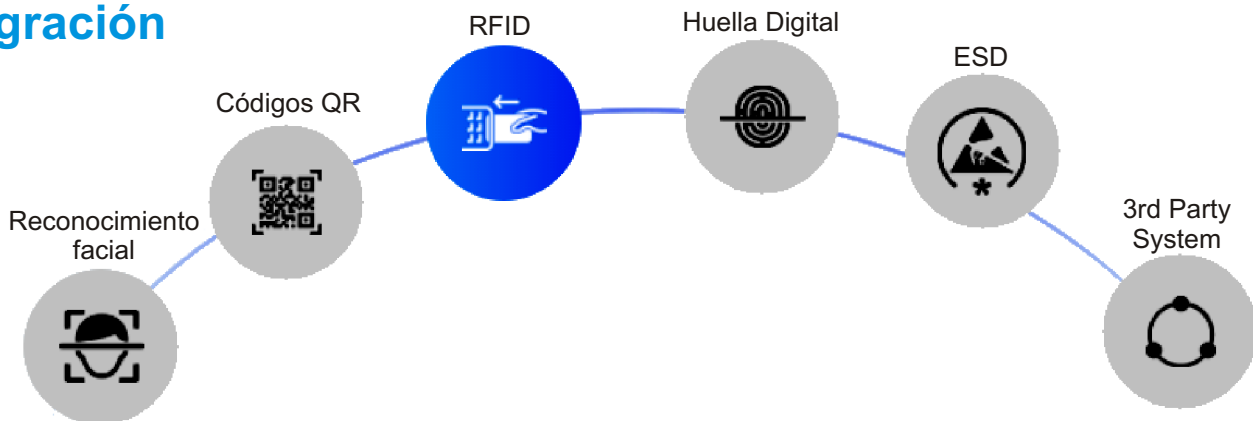 gración
RFID
Huella Digital
ESD
Códigos QR
3rd Party
System
Reconocimiento
facial